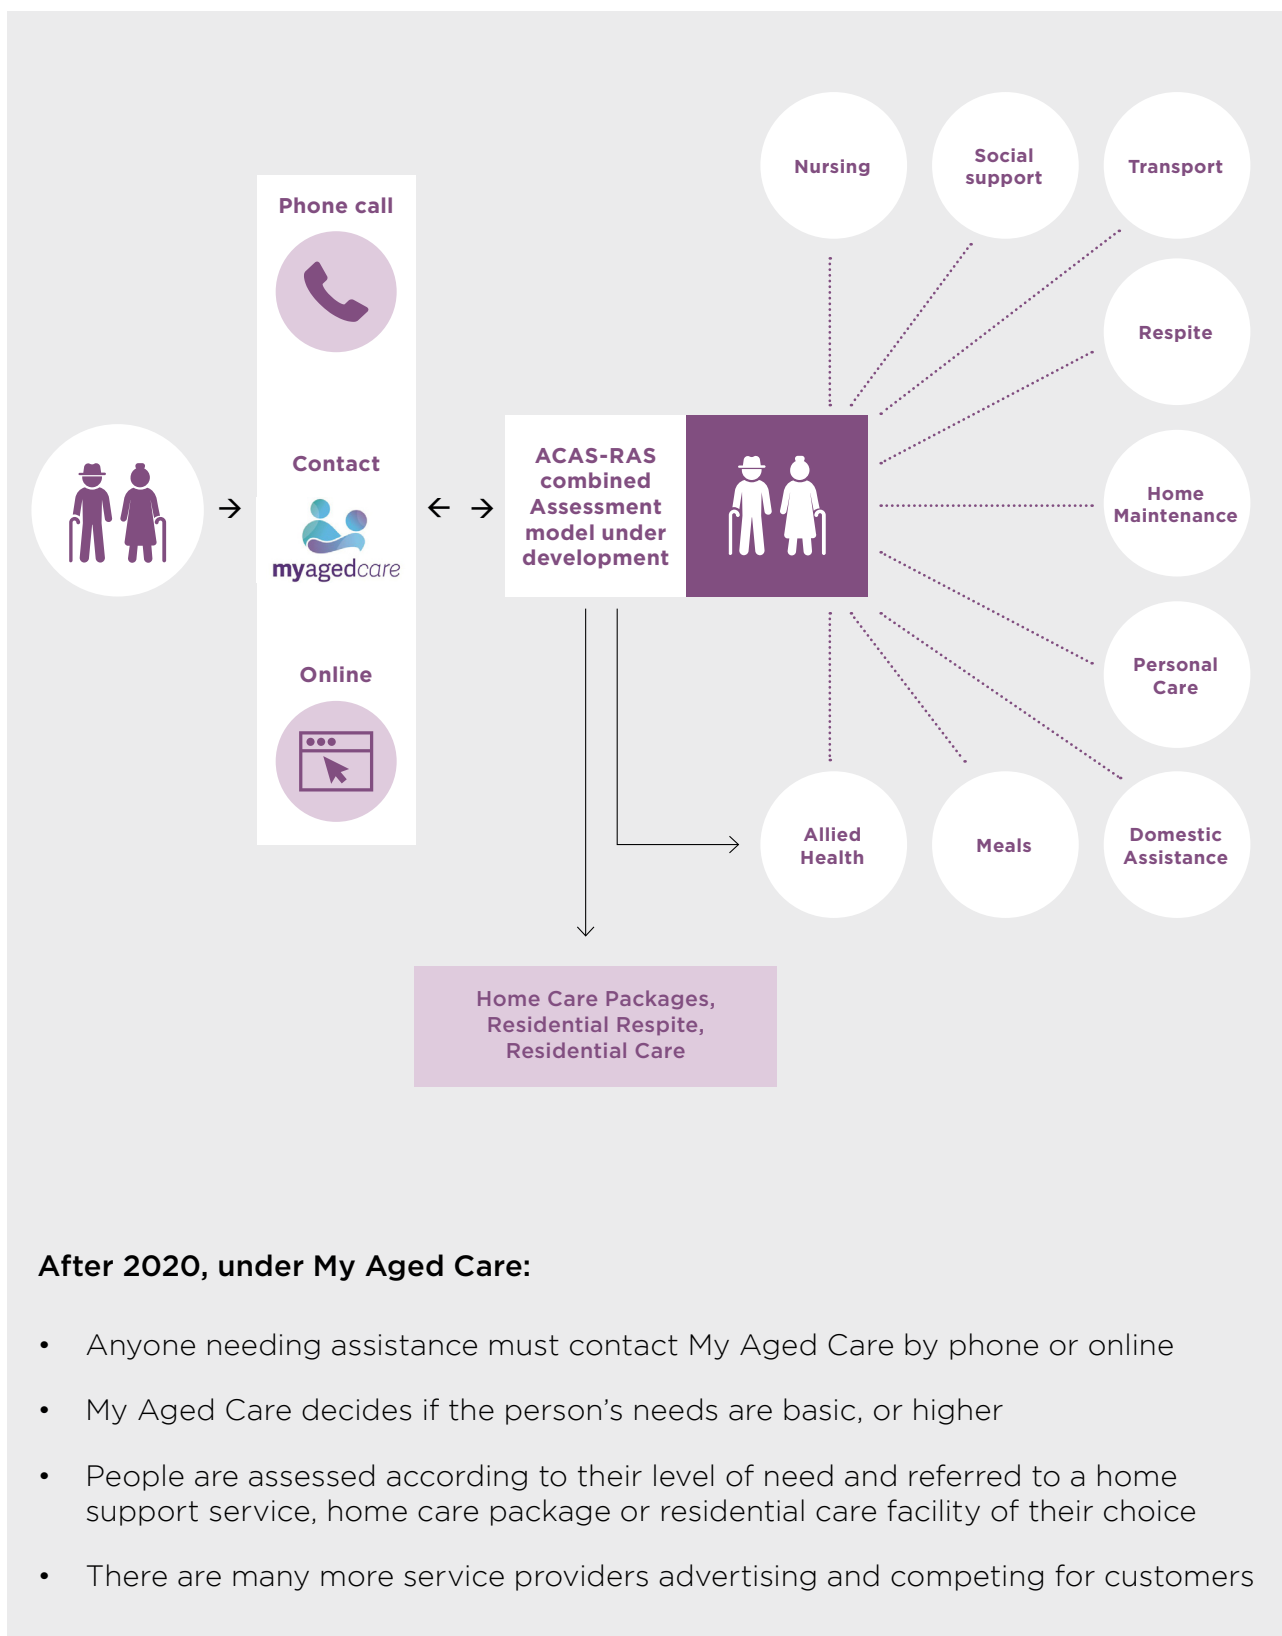 Phone call
Contact
myagedcare
Online
ACAS-RAS
combined
Assessment
model under
development
Nursing
Social
support
Transport
Respite
Home
Maintenance
Personal
Care
Allied
Health
Meals
Domestic
Assistance
Home Care Packages,
Residential Respite,
Residential Care
After 2020, under My Aged Care:
• Anyone needing assistance must contact My Aged Care by phone or online
• My Aged Care decides if the person’s needs are basic, or higher
• People are assessed according to their level of need and referred to a home
support service, home care package or residential care facility of their choice
• There are many more service providers advertising and competing for customers